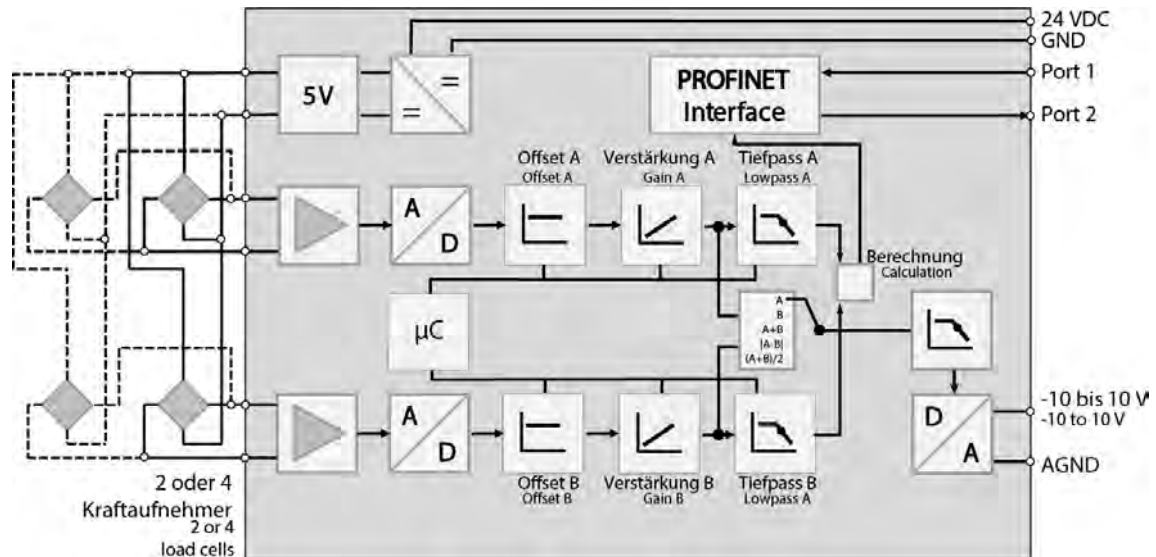 24 VDC
GND
Port 1
Port 2
5V
=
=
PROFINET
Interface
Offset A
Offset A
Verstärkung A
Gain A
Tiefpass A
Lowpass A
A
D
Berechnung
Calculation
µC
A
B
A+B
|A-B|
(A+B)/2
A
D
Offset B
Offset B
Verstärkung B
Gain B
Tiefpass B
Lowpass A
D
A
-10 bis 10 V
-10 to 10 V
AGND
2 oder 4
Kraftaufnehmer
2 or 4
load cells